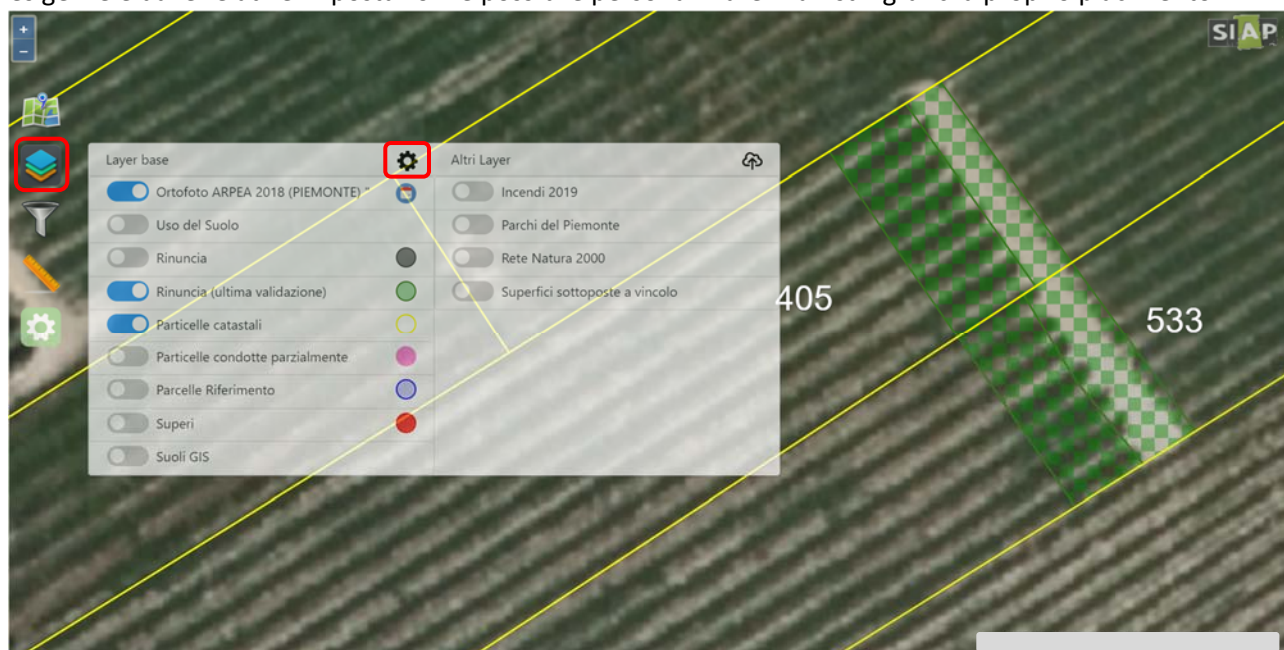 +
SIAP
-
Layer base
Altri Layer
Ortofoto ARPEA 2018 (PIEMONTE)
Incendi 2019
Uso del Suolo
Parchi del Piemonte
Rinuncia
Rete Natura 2000
Rinuncia (ultima validazione)
Superfici sottoposte a vincolo
405
533
Particelle catastali
Particelle condotte parzialmente
Parcelle Riferimento
Superi
Suoli GIS